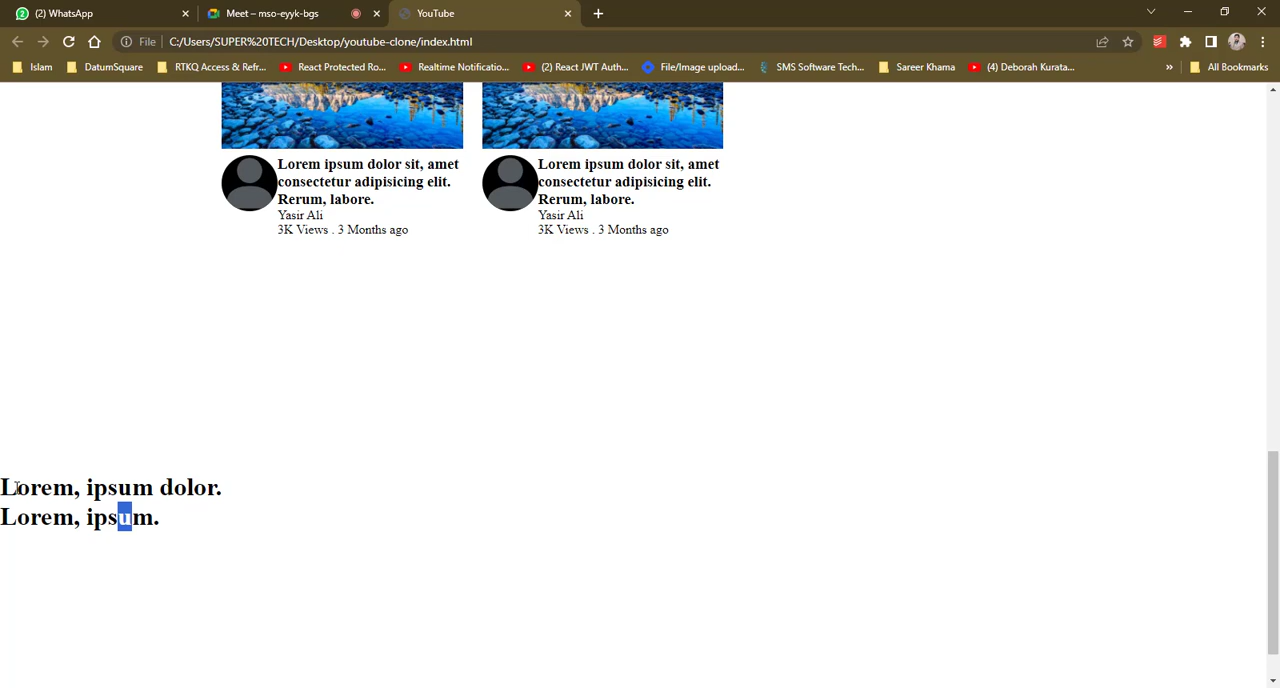 (2) WhatsApp
Meet – mso-eyyk-bgs
YouTube
File C:/Users/SUPER%20TECH/Desktop/youtube-clone/index.html
Islam DatumSquare RTKQ Access & Refr... React Protected Ro... Realtime Notificatio... (2) React JWT Auth... File/Image upload... SMS Software Tech... Sareer Khama (4) Deborah Kurata... » All Bookmarks
Lorem ipsum dolor sit, amet
consectetur adipisicing elit.
Rerum, labore.
Yasir Ali
3K Views . 3 Months ago
Lorem ipsum dolor sit, amet
consectetur adipisicing elit.
Rerum, labore.
Yasir Ali
3K Views . 3 Months ago
Lorem, ipsum dolor.
Lorem, ipsum.